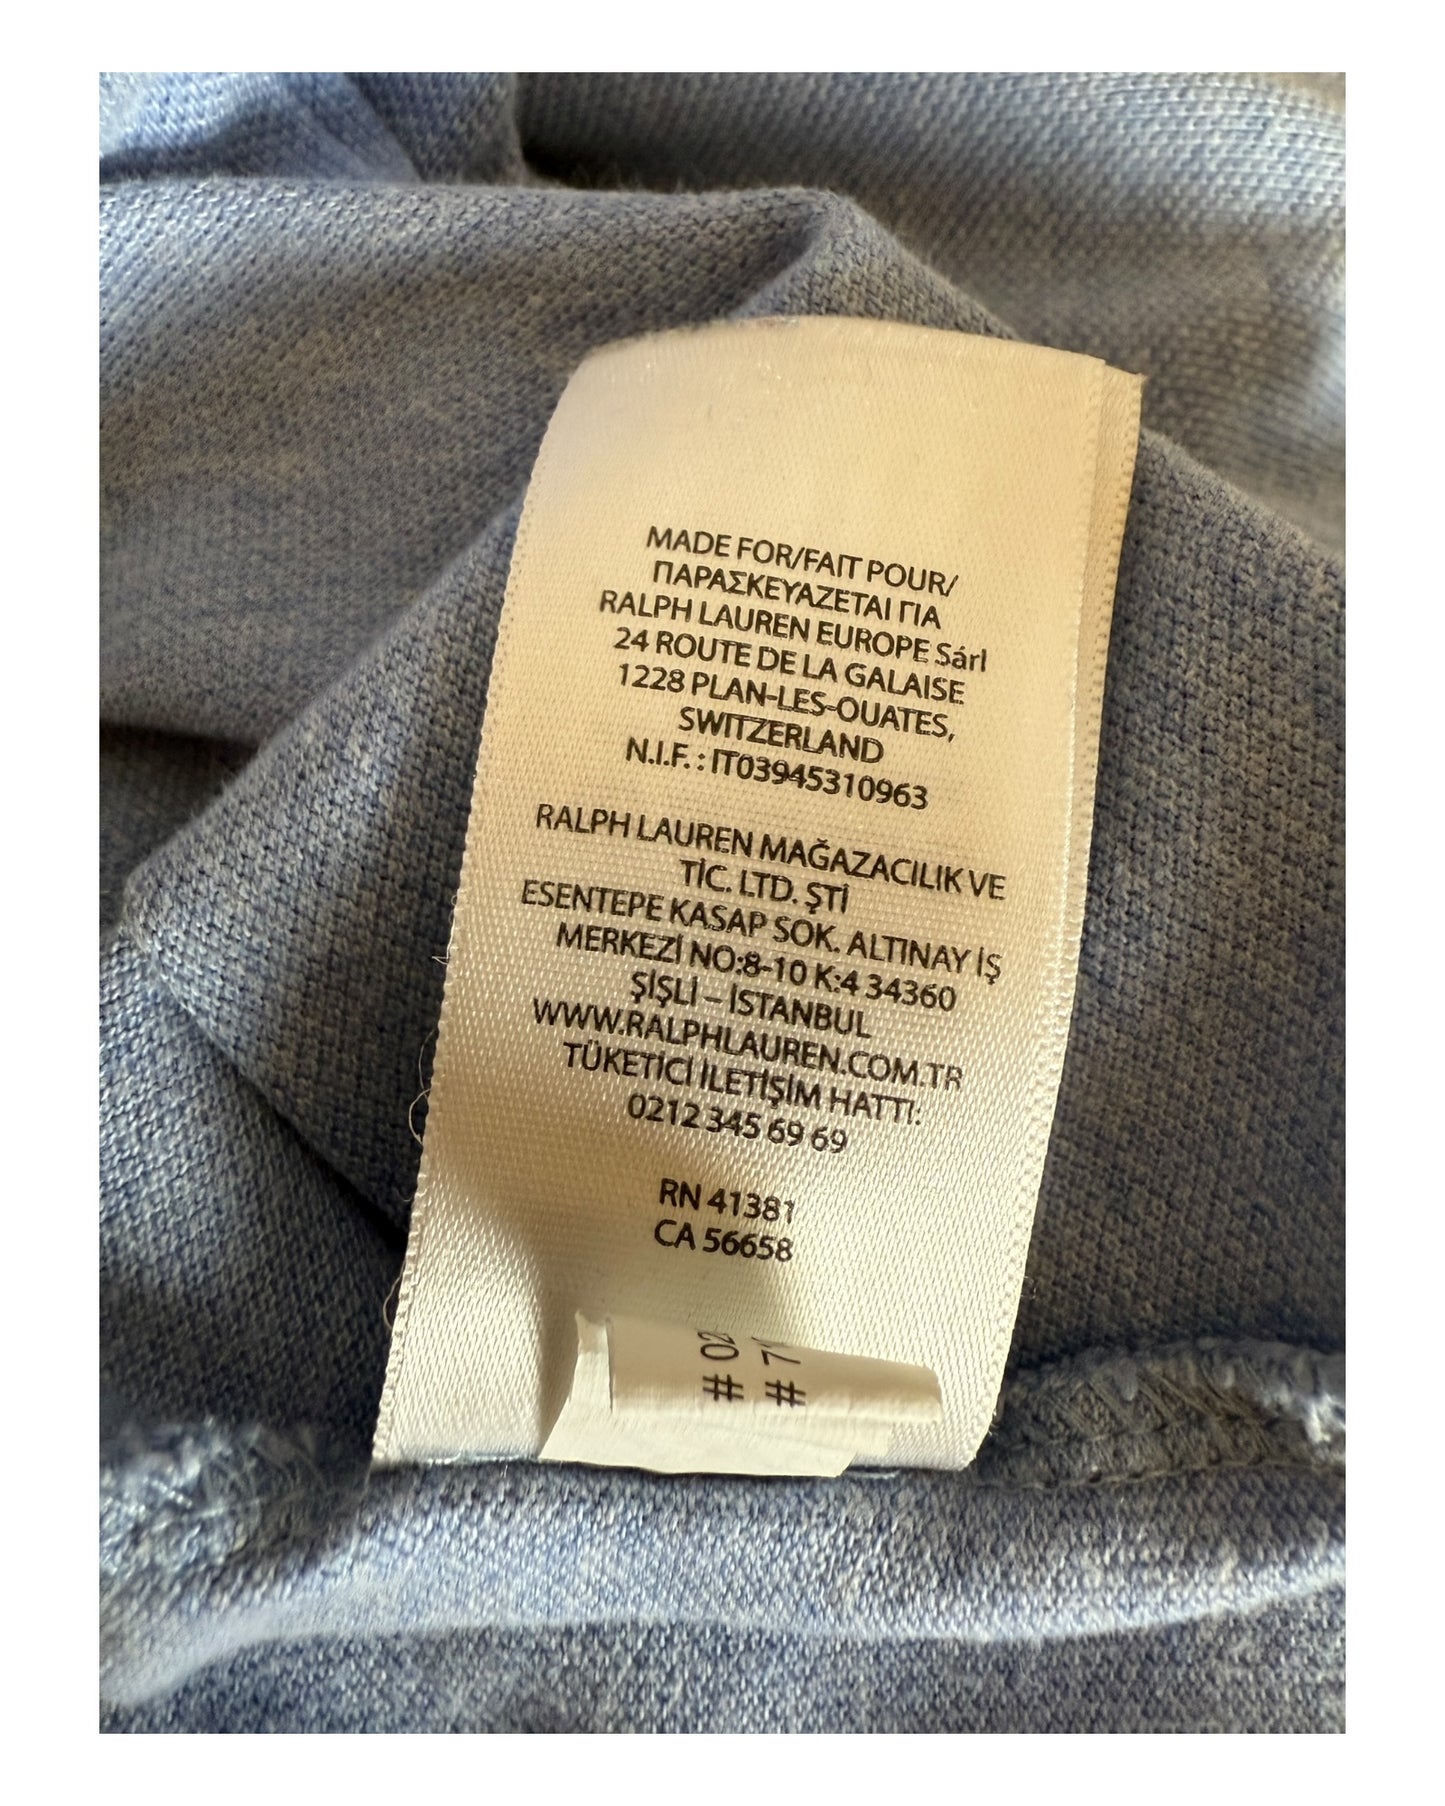 MADE FOR/FAIT POUR/
ΠΑΡΑΣΚΕΥΑΖΕΤΑΙ ΓΙΑ
RALPH LAUREN EUROPE Sárl
24 ROUTE DE LA GALAISE
1228 PLAN-LES-OUATES,
SWITZERLAND
N.I.F. : IT03945310963
RALPH LAUREN MAĞAZACILIK VE
TİC. LTD. ŞTİ
ESENTEPE KASAP SOK. ALTINAY İŞ
MERKEZİ NO:8-10 K:4 34360
ŞİŞLİ – İSTANBUL
WWW.RALPHLAUREN.COM.TR
TÜKETİCİ İLETİŞİM HATTI:
0212 345 69 69
RN 41381
CA 56658